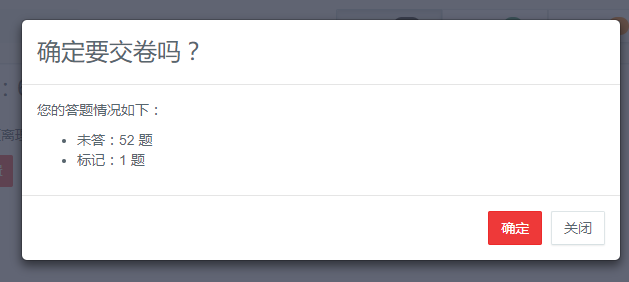 确定要交卷吗？
您的答题情况如下：
未答：52 题
标记：1 题
确定
关闭